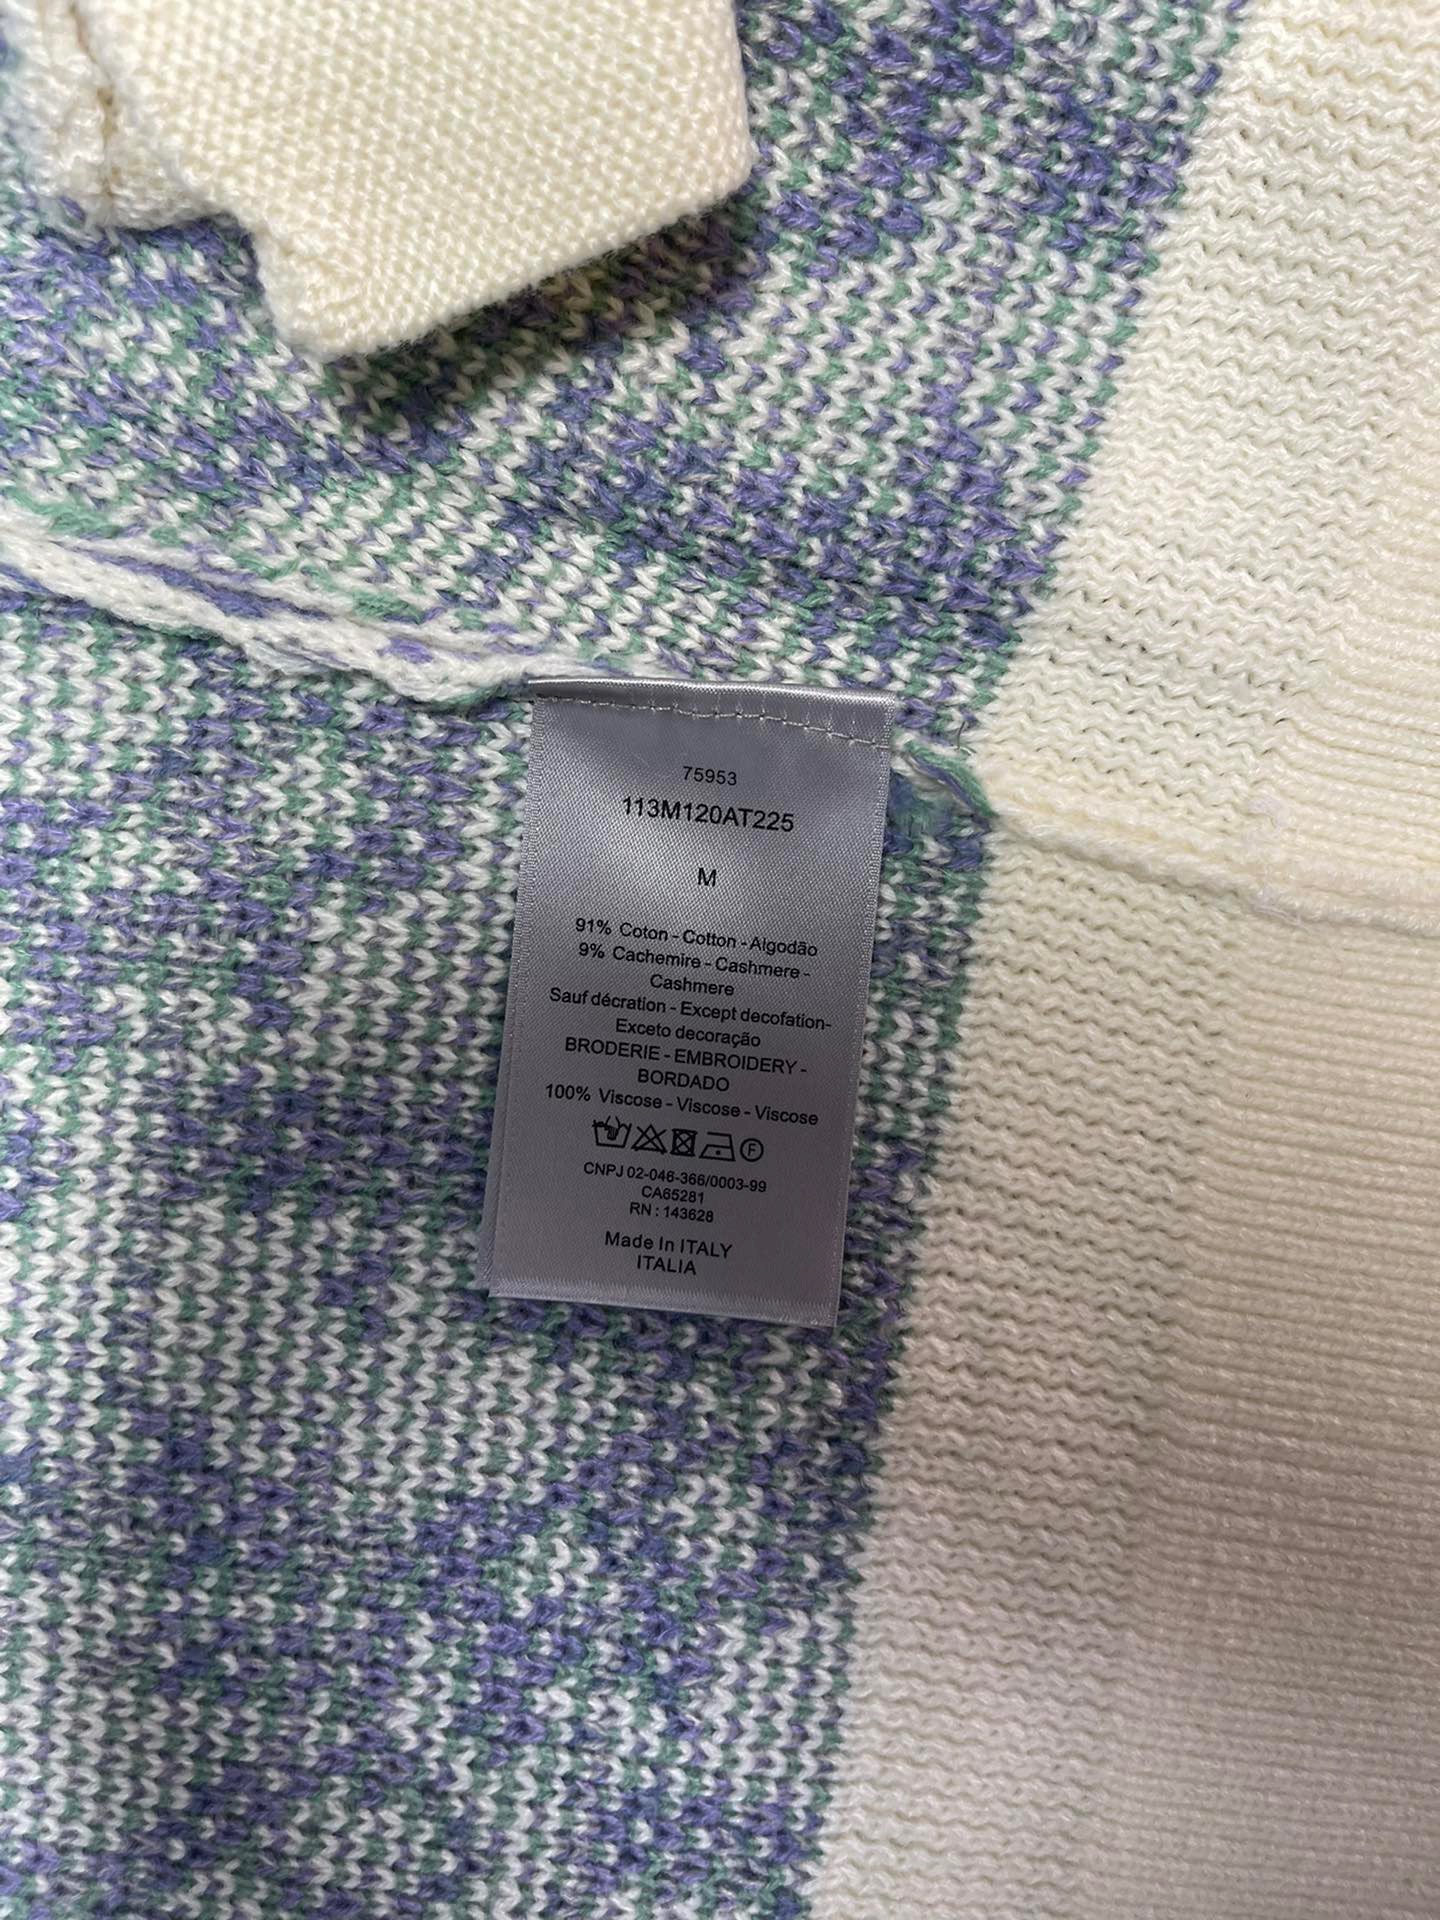 75953
113M120AT225
M
91% Coton - Cotton - Algodão
9% Cachemire - Cashmere -
Cashmere
Sauf décration - Except decofation-
Exceto decoração
BRODERIE - EMBROIDERY -
BORDADO
100% Viscose - Viscose - Viscose
F
CNPJ 02-046-366/0003-99
CA65281
RN : 143628
Made In ITALY
ITALIA